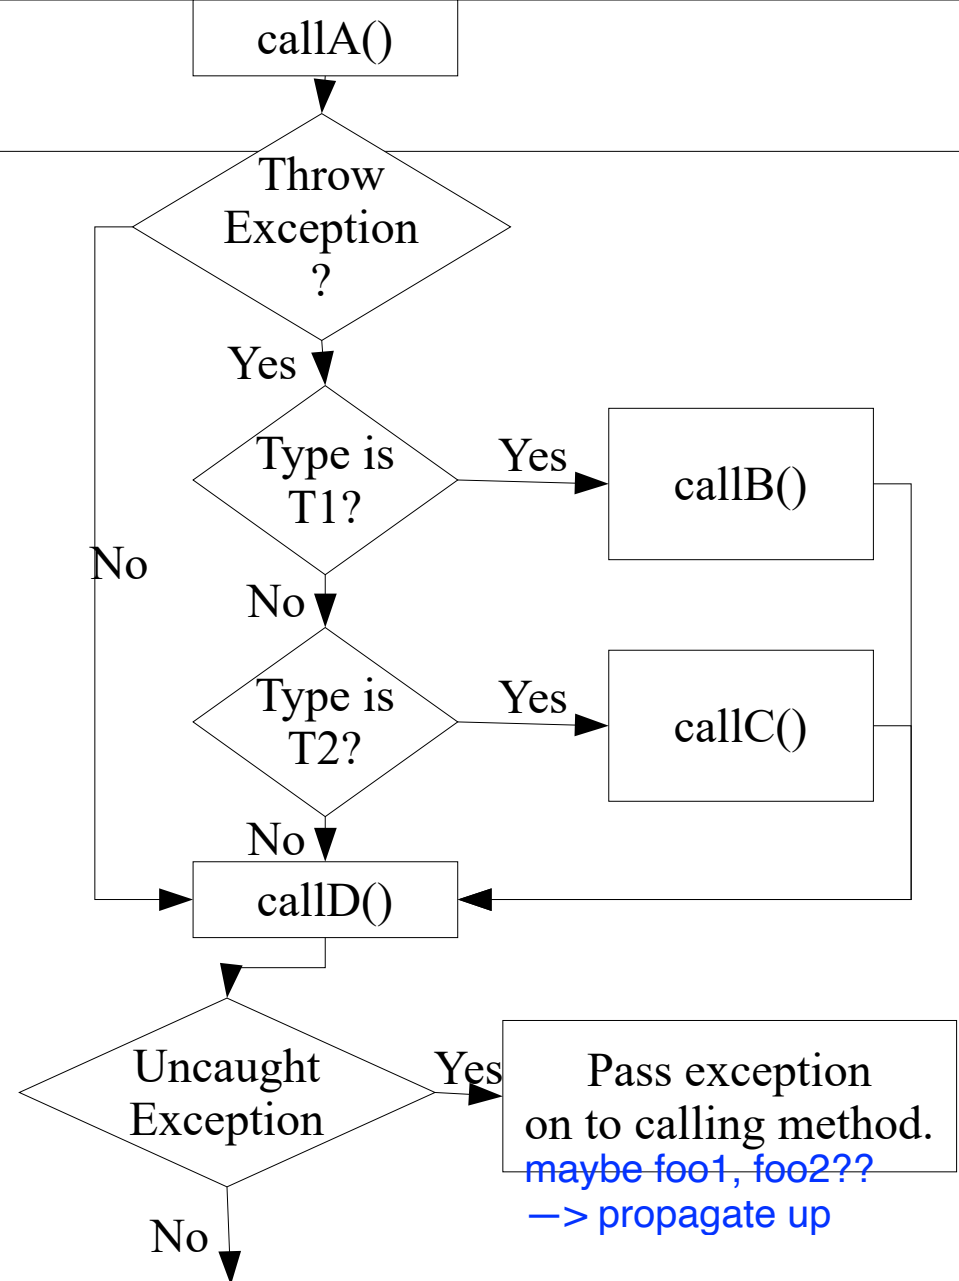 callA()
Throw
Exception
?
Yes
Type is
T1?
Yes
callB()
No
No
Type is
T2?
Yes
callC()
No
callD()
Uncaught
Exception
Yes
Pass exception
on to calling method.
maybe foo1, foo2??
—> propagate up
No